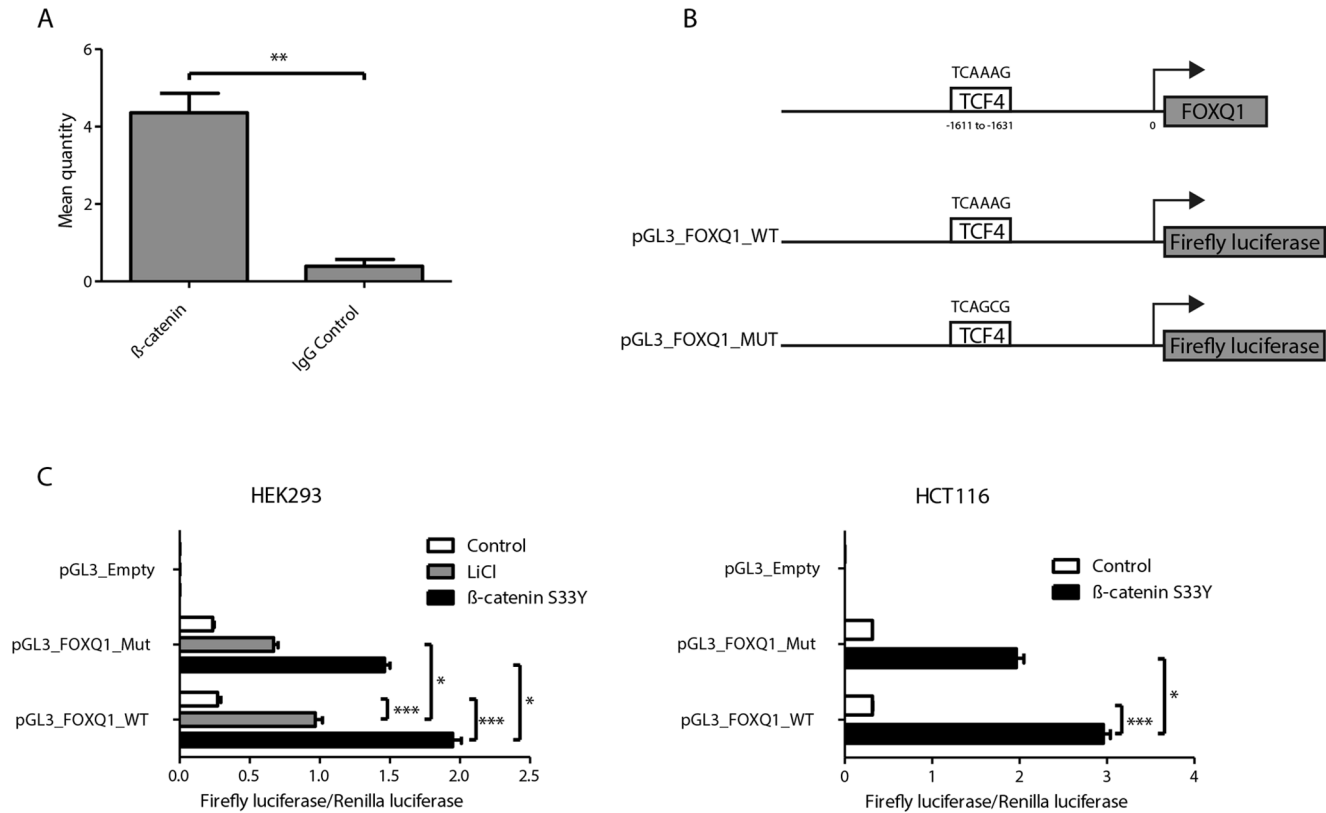 A
Mean quantity
6
4
2
0
**
ß-catenin
IgG Control
B
TCAAAG
TCF4
-1611 to -1631
0
FOXQ1
pGL3_FOXQ1_WT
TCAAAG
TCF4
Firefly luciferase
pGL3_FOXQ1_MUT
TCAGCG
TCF4
Firefly luciferase
C
HEK293
Control
LiCl
ß-catenin S33Y
pGL3_Empty
pGL3_FOXQ1_Mut
pGL3_FOXQ1_WT
***
*
***
*
0.0 0.5 1.0 1.5 2.0 2.5
Firefly luciferase/Renilla luciferase
HCT116
Control
ß-catenin S33Y
pGL3_Empty
pGL3_FOXQ1_Mut
pGL3_FOXQ1_WT
***
*
0 1 2 3 4
Firefly luciferase/Renilla luciferase